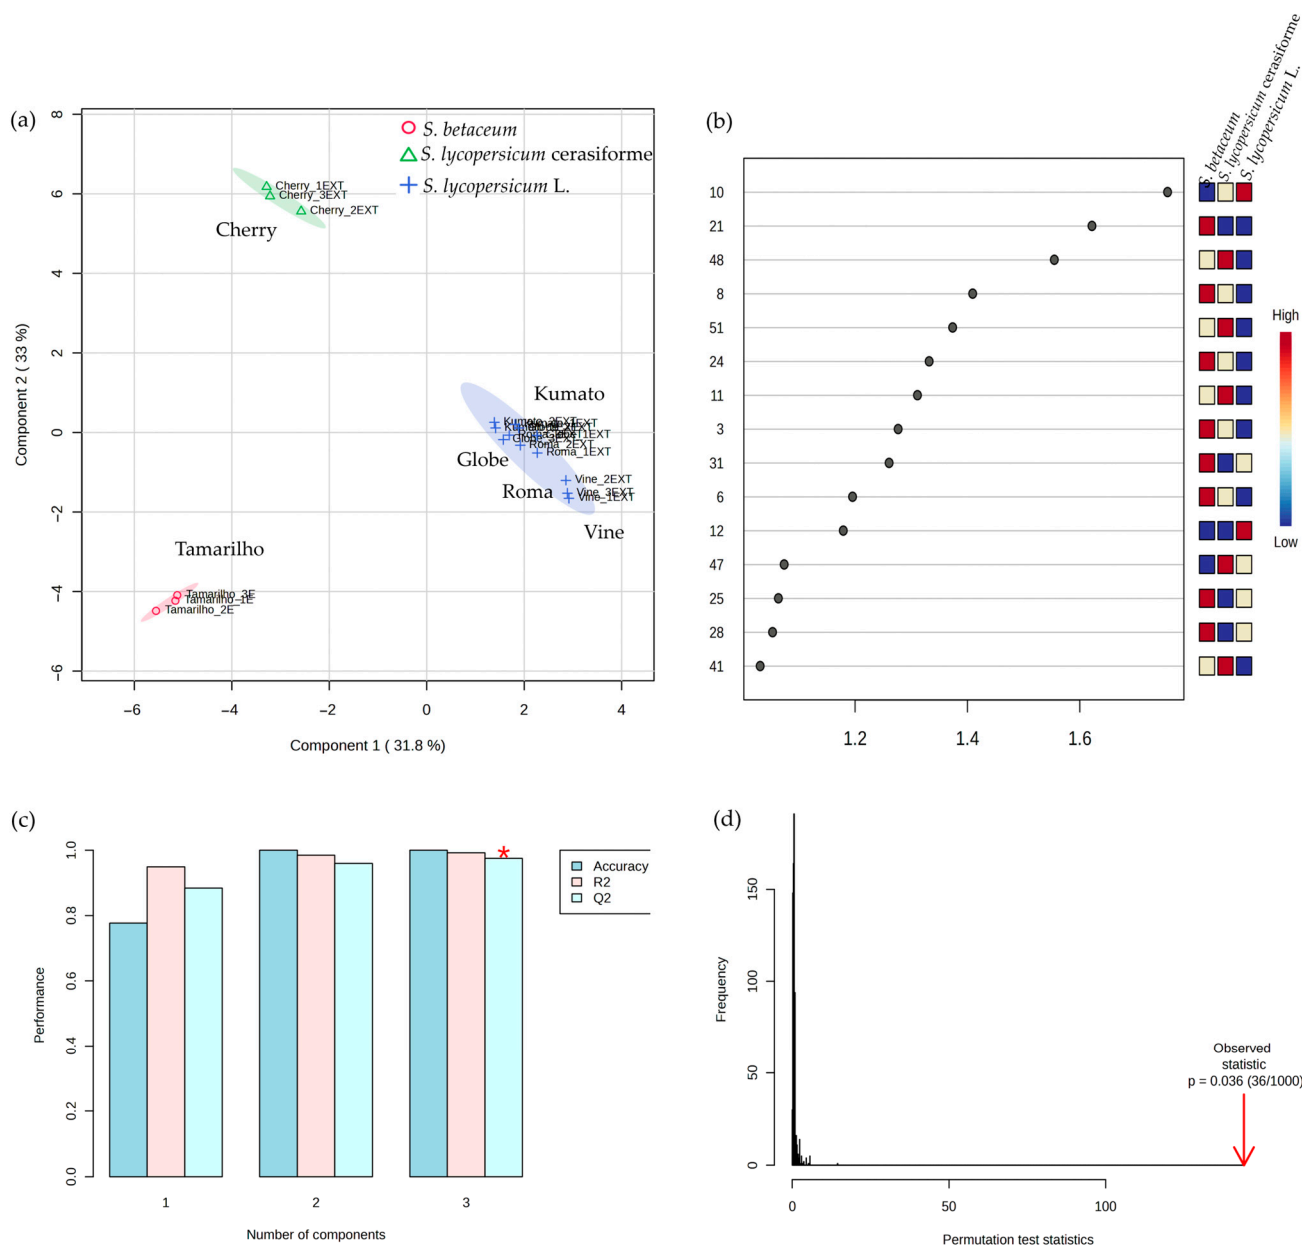 (a)
8
6
4
2
0
−2
−4
−6
−6
−4
−2
0
2
4
Component 2 ( 33 %)
Component 1 ( 31.8 %)
S. betaceum
S. lycopersicum cerasiforme
S. lycopersicum L.
Cherry_1EXT
Cherry_3EXT
Cherry_2EXT
Cherry
Kumato
Kumato_2EXT
Roma_2EXT
Roma_1EXT
Globe
Roma
Vine_2EXT
Vine_3EXT
Vine_1EXT
Vine
Tamarilho
Tamarilho_3E
Tamarilho_1E
Tamarilho_2E
(b)
S. betaceum
S. lycopersicum cerasiforme
S. lycopersicum L.
10
21
48
8
51
24
11
3
31
6
12
47
25
28
41
1.2
1.4
1.6
High
Low
(c)
1.0
0.8
0.6
0.4
0.2
0.0
Performance
1
2
3
Number of components
*
Accuracy
R2
Q2
(d)
150
100
50
0
Frequency
0
50
100
Permutation test statistics
Observed
statistic
p = 0.036 (36/1000)